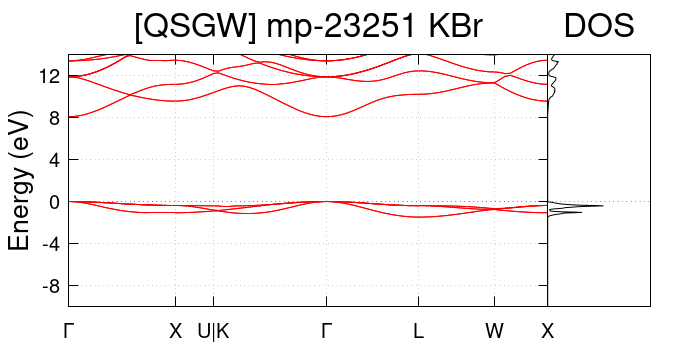 [QSGW] mp-23251 KBr DOS
Energy (eV)
12
8
4
0
-4
-8
Γ X U|K Γ L W X